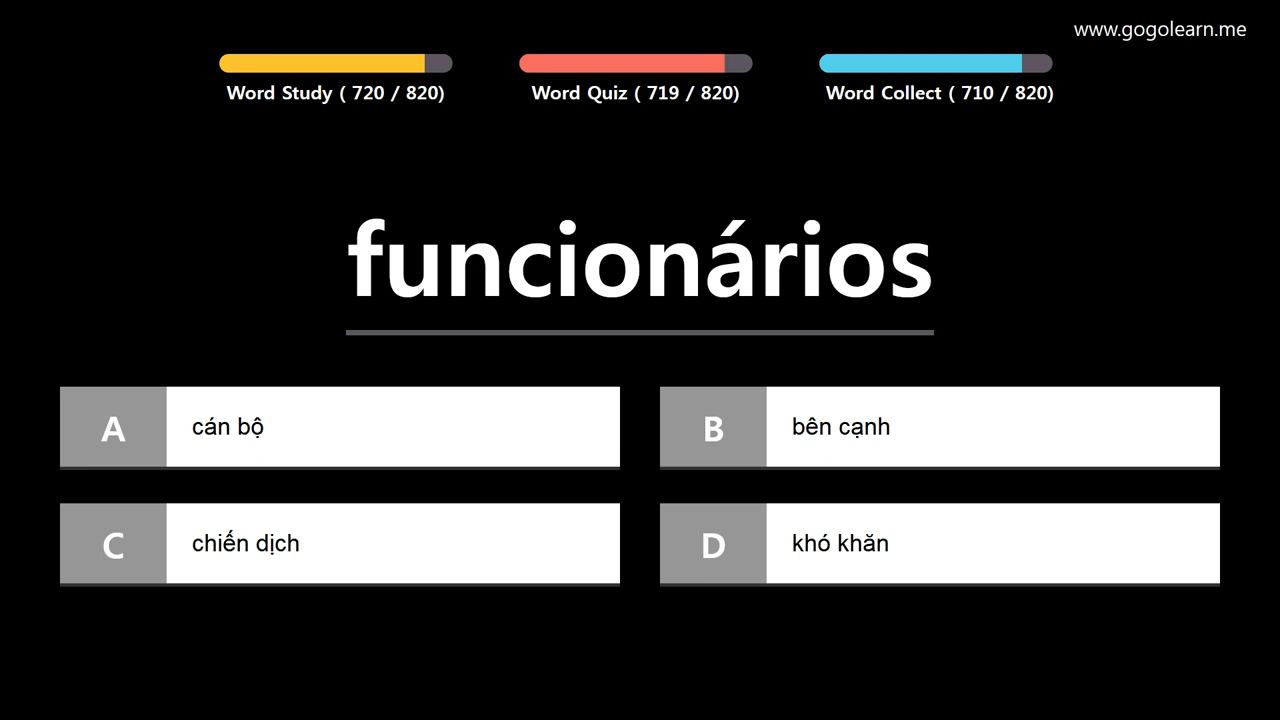 www.gogolearn.me
Word Study ( 720 / 820)
Word Quiz ( 719 / 820)
Word Collect ( 710 / 820)
funcionários
A
cán bộ
B
bên cạnh
C
chiến dịch
D
khó khăn